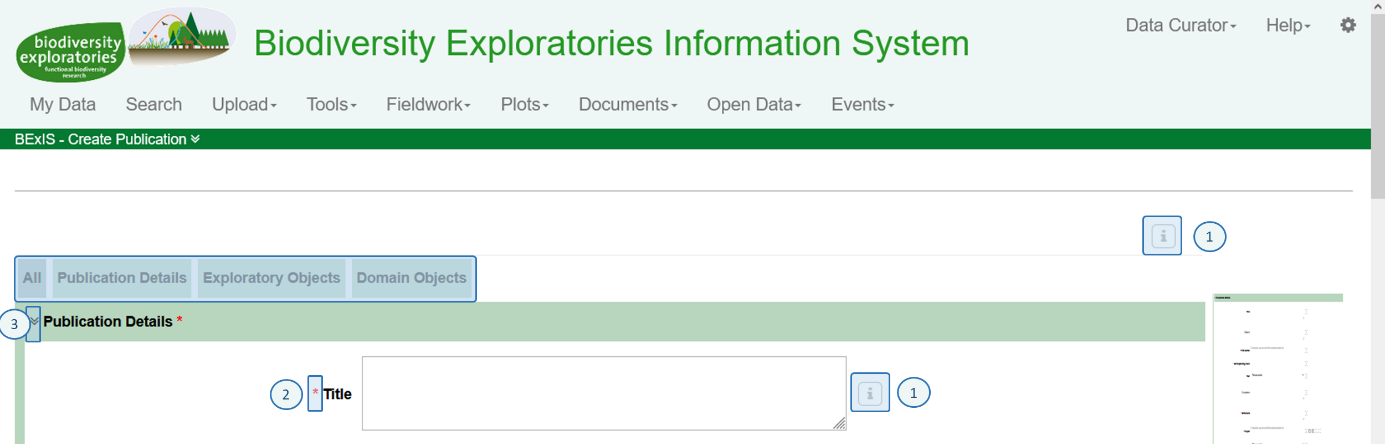 biodiversity
exploratories
functional biodiversity
research
Biodiversity Exploratories Information System
Data Curator
Help
My Data Search Upload Tools Fieldwork Plots Documents Open Data Events
BExIS - Create Publication
i 1
All Publication Details Exploratory Objects Domain Objects
3 Publication Details *
2 * Title i 1